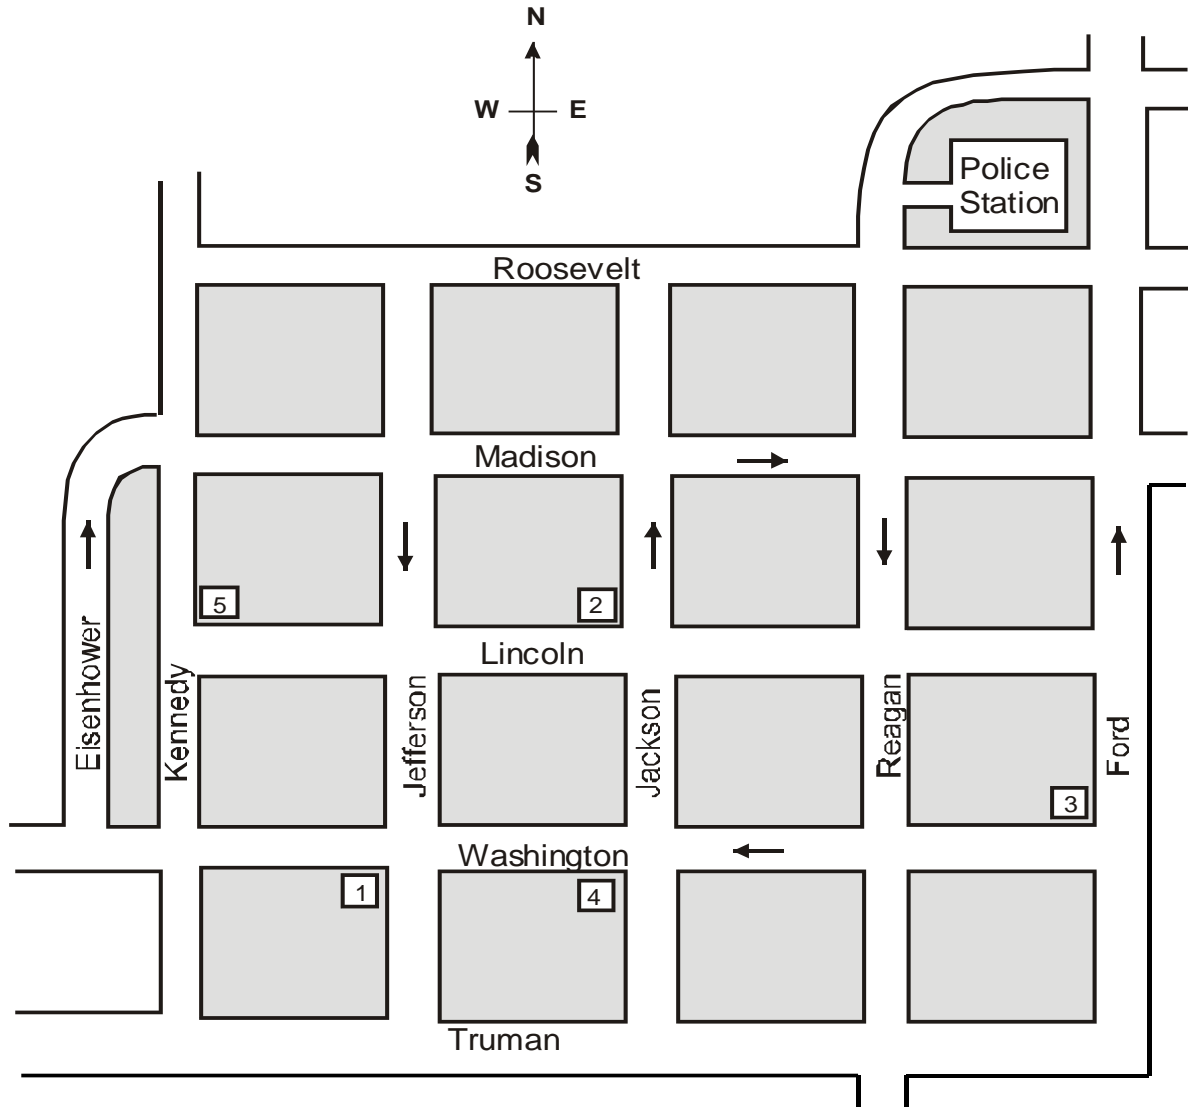 N
W E
S
Police
Station
Roosevelt
Madison
5
2
Lincoln
Eisenhower
Kennedy
Jefferson
Jackson
Reagan
Ford
3
Washington
1
4
Truman